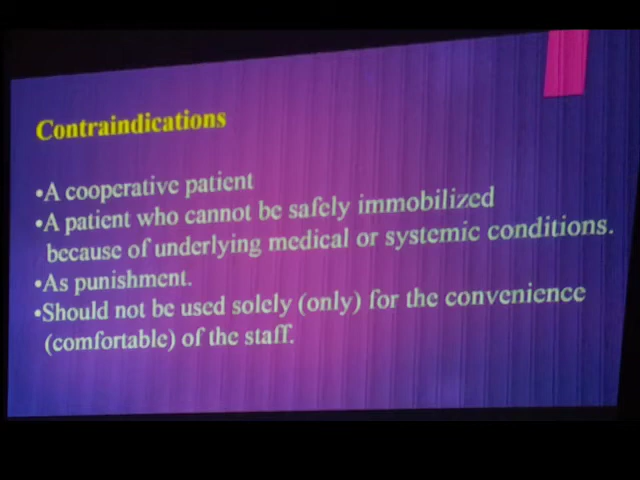 Contraindications
•A cooperative patient
•A patient who cannot be safely immobilized
because of underlying medical or systemic conditions.
•As punishment.
•Should not be used solely (only) for the convenience
(comfortable) of the staff.